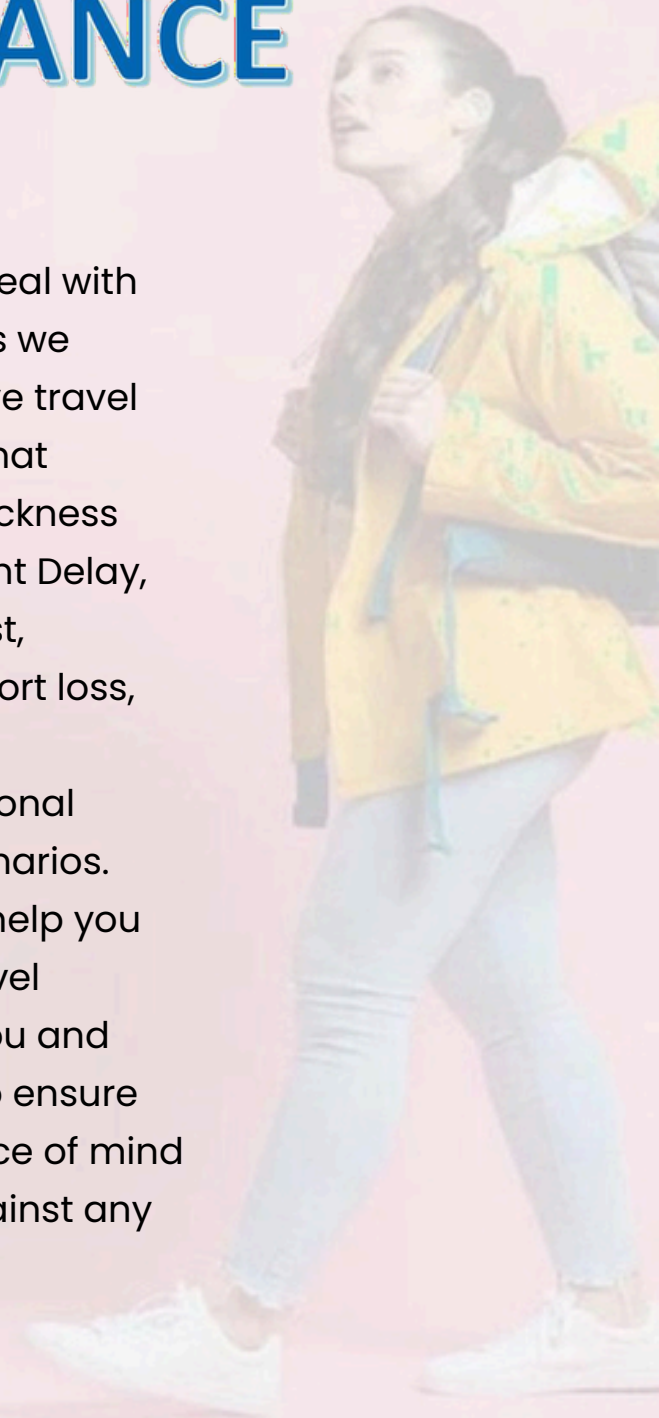 ANCE
eal with
s we
e travel
hat
ckness
nt Delay,
st,
ort loss,
onal
narios.
help you
vel
ou and
o ensure
ce of mind
ainst any